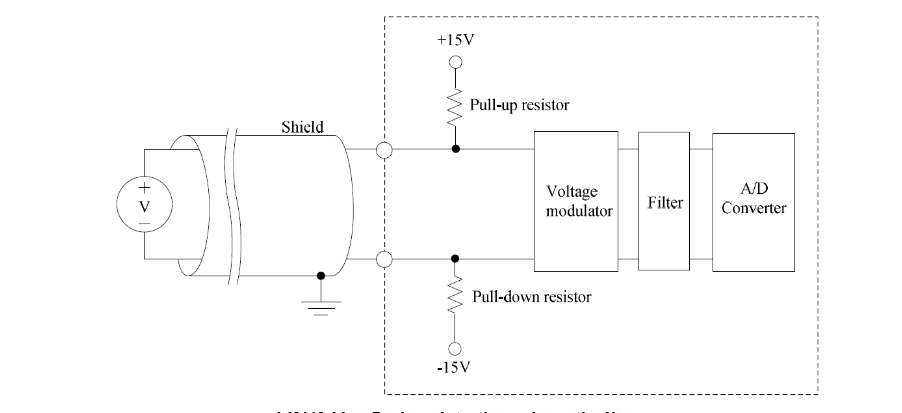 +15V
Pull-up resistor
Shield
+
V
−
Voltage
modulator
Filter
A/D
Converter
Pull-down resistor
-15V